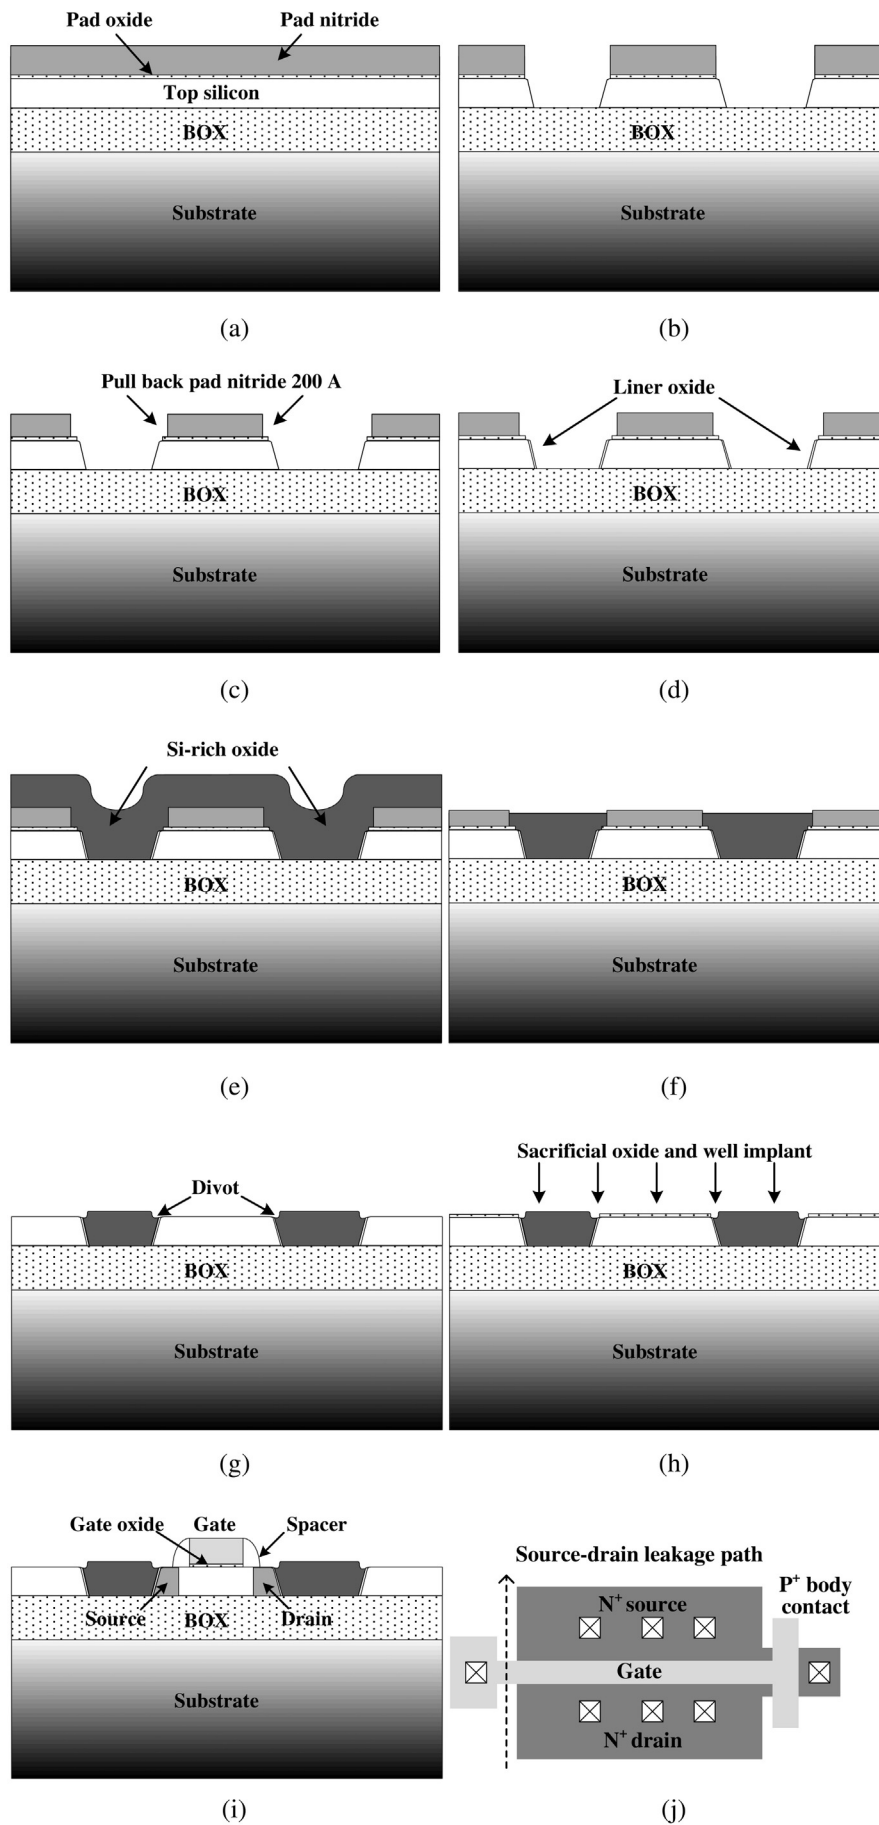 Pad oxide
Pad nitride
Top silicon
BOX
Substrate
(a)
BOX
Substrate
(b)
Pull back pad nitride 200 A
BOX
Substrate
(c)
Liner oxide
BOX
Substrate
(d)
Si-rich oxide
BOX
Substrate
(e)
BOX
Substrate
(f)
Divot
BOX
Substrate
(g)
Sacrificial oxide and well implant
BOX
Substrate
(h)
Gate oxide
Gate
Spacer
Source
BOX
Drain
Substrate
(i)
Source-drain leakage path
P⁺ body
contact
N⁺ source
Gate
N⁺ drain
(j)